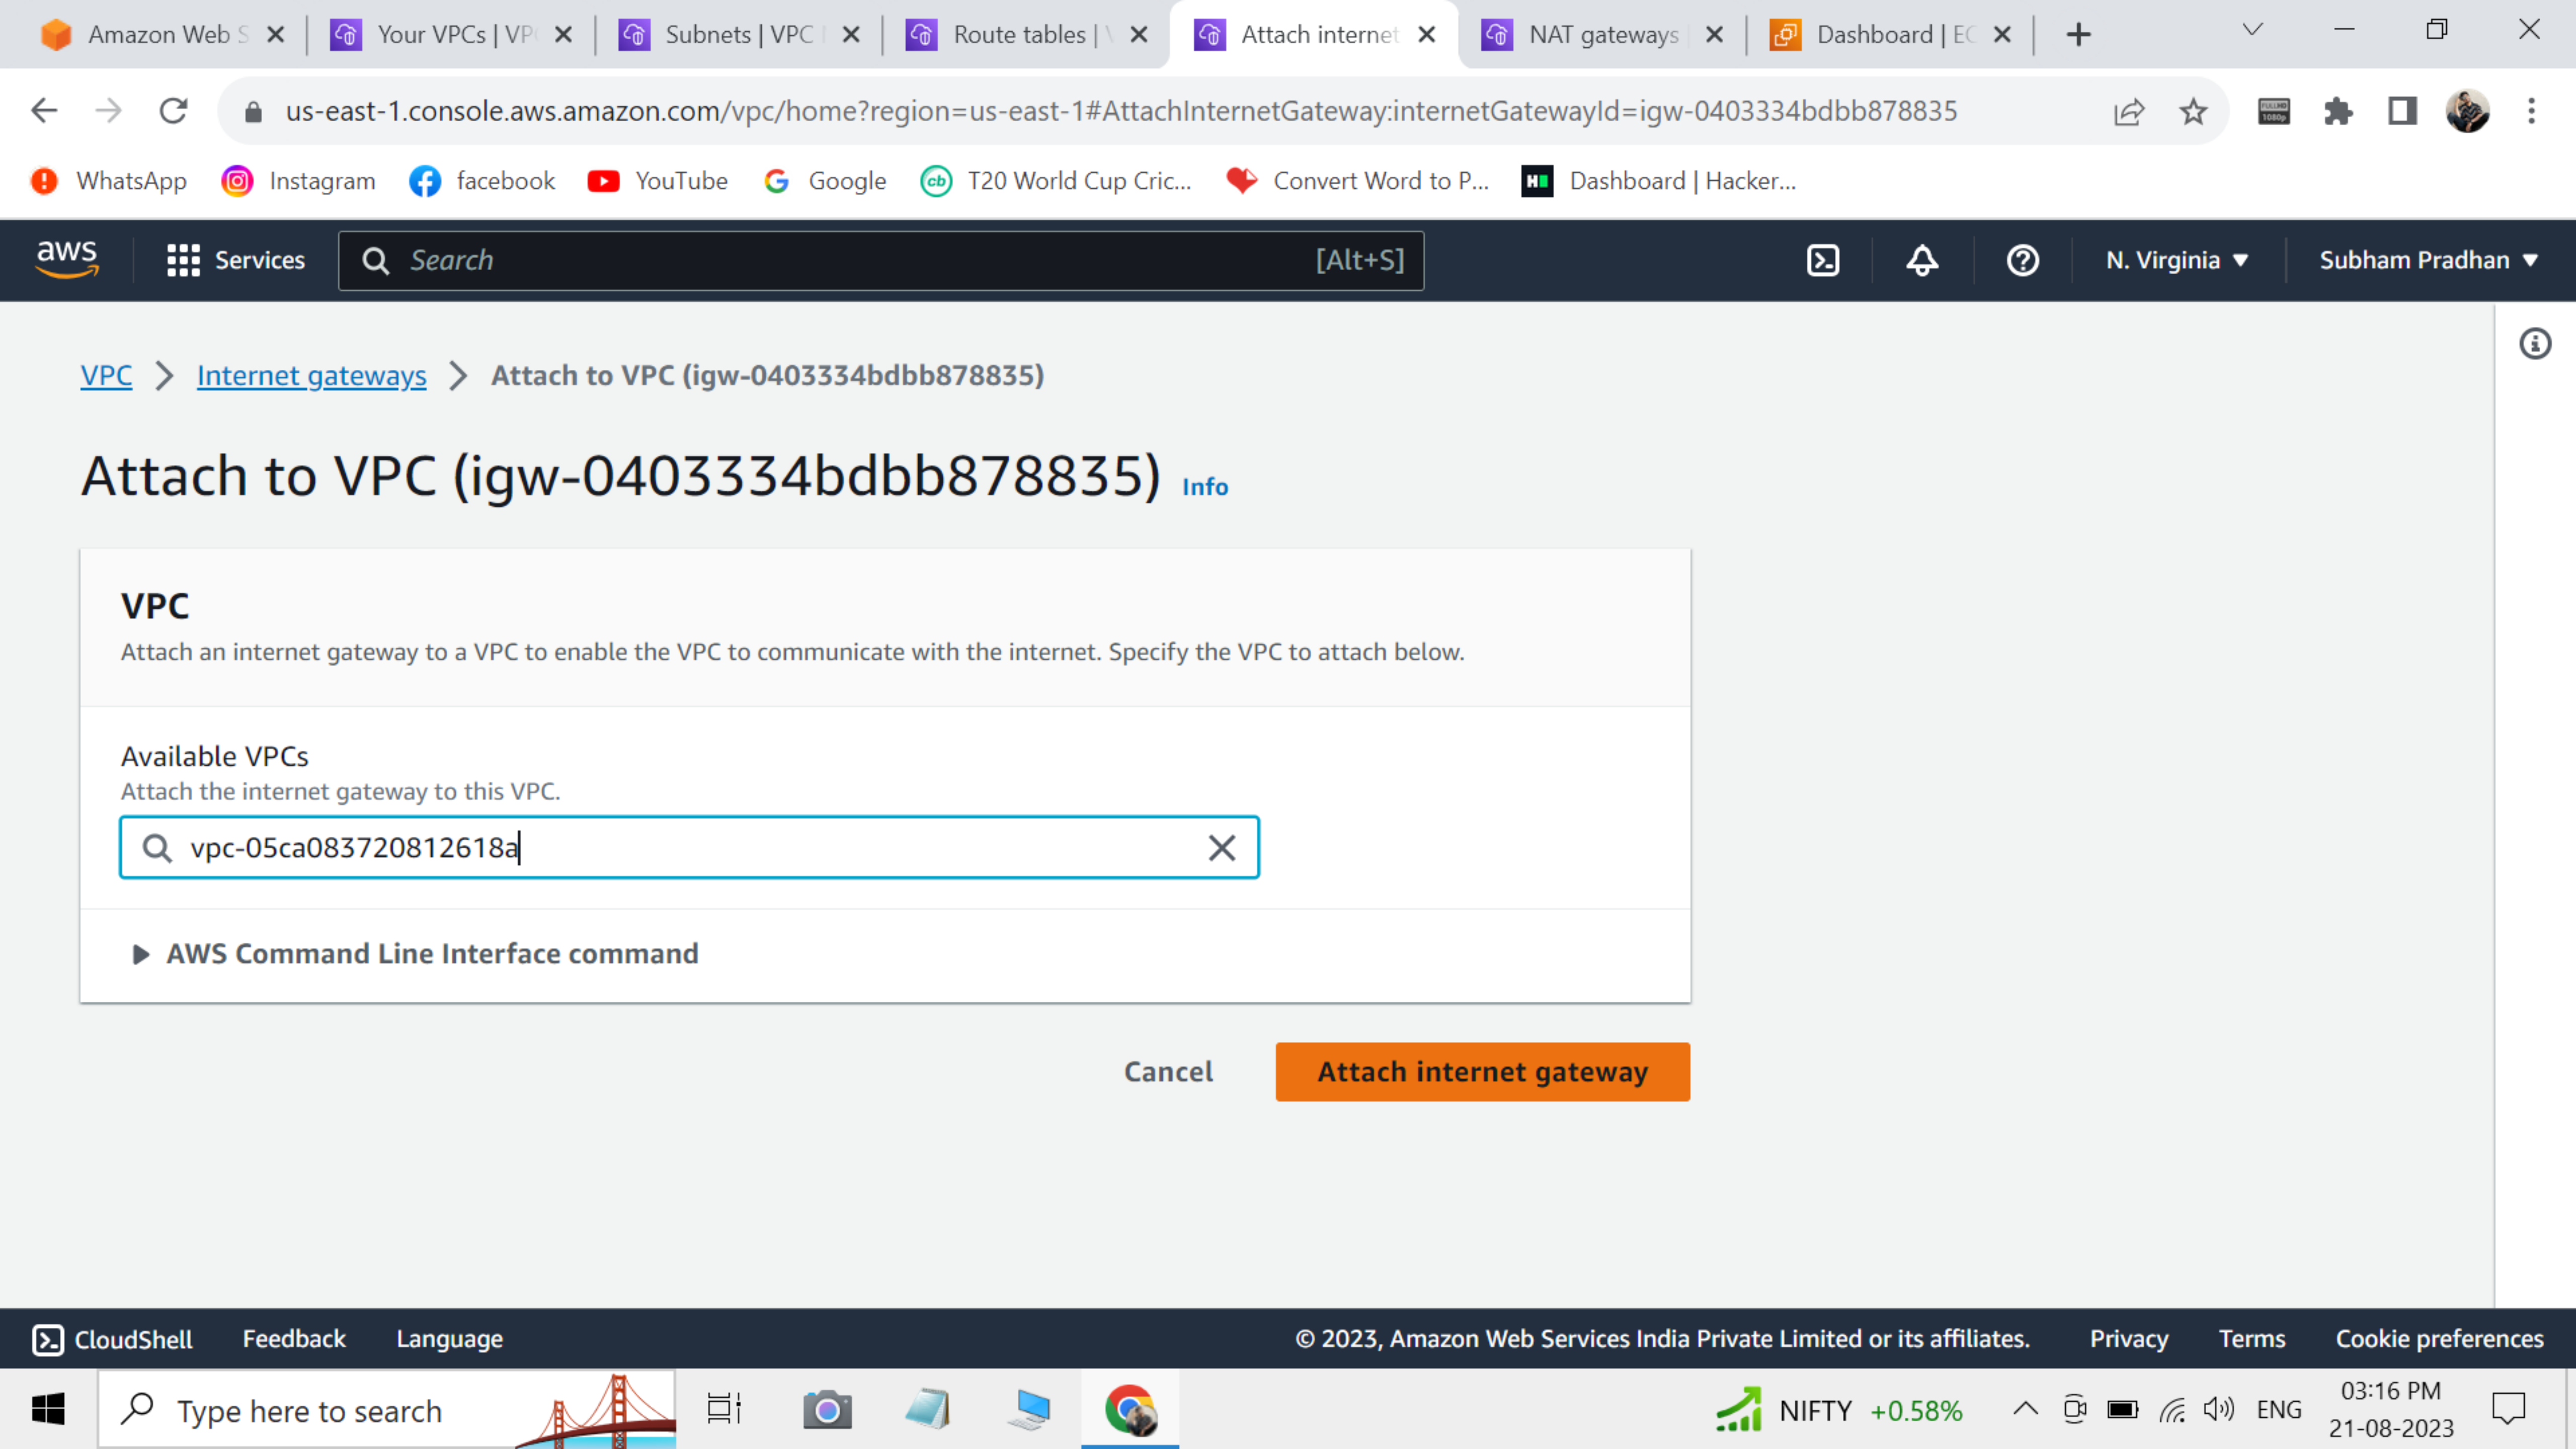 Amazon Web S
Your VPCs | VP
Subnets | VPC
Route tables |
Attach internet
NAT gateways
Dashboard | EC
us-east-1.console.aws.amazon.com/vpc/home?region=us-east-1#AttachInternetGateway:internetGatewayId=igw-0403334bdbb878835
FULLHD
1080p
WhatsApp
Instagram
facebook
YouTube
Google
cb T20 World Cup Cric...
Convert Word to P...
H Dashboard | Hacker...
aws
Services
Search [Alt+S]
N. Virginia
Subham Pradhan
VPC > Internet gateways > Attach to VPC (igw-0403334bdbb878835)
Attach to VPC (igw-0403334bdbb878835) Info
VPC
Attach an internet gateway to a VPC to enable the VPC to communicate with the internet. Specify the VPC to attach below.
Available VPCs
Attach the internet gateway to this VPC.
vpc-05ca083720812618a
AWS Command Line Interface command
Cancel
Attach internet gateway
CloudShell Feedback Language © 2023, Amazon Web Services India Private Limited or its affiliates. Privacy Terms Cookie preferences
Type here to search
NIFTY +0.58%
ENG
03:16 PM
21-08-2023